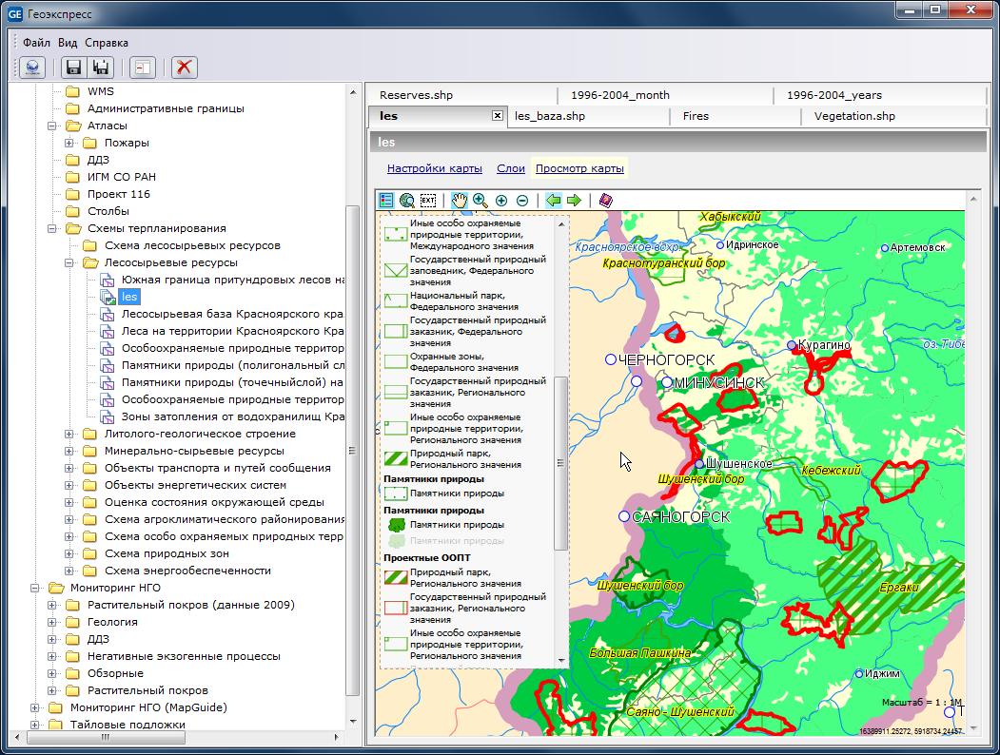 GE Геоэкспресс
Файл Вид Справка
WMS
Административные границы
Атласы
Пожары
ДДЗ
ИГМ СО РАН
Проект 116
Столбы
Схемы терпланирования
Схема лесосырьевых ресурсов
Лесосырьевые ресурсы
Южная граница притундровых лесов на
les
Лесосырьевая база Красноярского кра
Леса на территории Красноярского Кра
Особоохраняемые природные территор
Памятники природы (полигональный сл
Памятники природы (точечныйслой) на
Особоохраняемые природные территор
Зоны затопления от водохранилищ Кра
Литолого-геологическое строение
Минерально-сырьевые ресурсы
Объекты транспорта и путей сообщения
Объекты энергетических систем
Оценка состояния окружающей среды
Схема агроклиматического районирования
Схема особо охраняемых природных терр
Схема природных зон
Схема энергообеспеченности
Мониторинг НГО
Растительный покров (данные 2009)
Геология
ДДЗ
Негативные экзогенные процессы
Обзорные
Растительный покров
Мониторинг НГО (MapGuide)
Тайловые подложки
Reserves.shp 1996-2004_month 1996-2004_years
les les_baza.shp Fires Vegetation.shp
les
Настройки карты Слои Просмотр карты
EXT
Иные особо охраняемые
природные территории,
Международного значения
Государственный природный
заповедник, Федерального
значения
Национальный парк,
Федерального значения
Государственный природный
заказник, Федерального
значения
Охранные зоны,
Федерального значения
Государственный природный
заказник, Регионального
значения
Иные особо охраняемые
природные территории,
Регионального значения
Природный парк,
Регионального значения
Памятники природы
Памятники природы
Памятники природы
Памятники природы
Памятники природы
Проектные ООПТ
Природный парк,
Регионального значения
Государственный природный
заказник, Регионального
значения
Иные особо охраняемые
природные территории,
Регионального значения
Хабыкский
Красноярское вдхр.
Идринское
Артемовск
Краснотуранский бор
Курагино
оз. Тибе
ЧЕРНОГОРСК
МИНУСИНСК
Шушенское
Кебежский
Шушенский бор
САЯНОГОРСК
Шушенский бор
Ергаки
Большая Пашкина
Иджим
Саяно - Шушенский
Масштаб = 1 : 1M
Т
16389911.25272, 5918734.24457